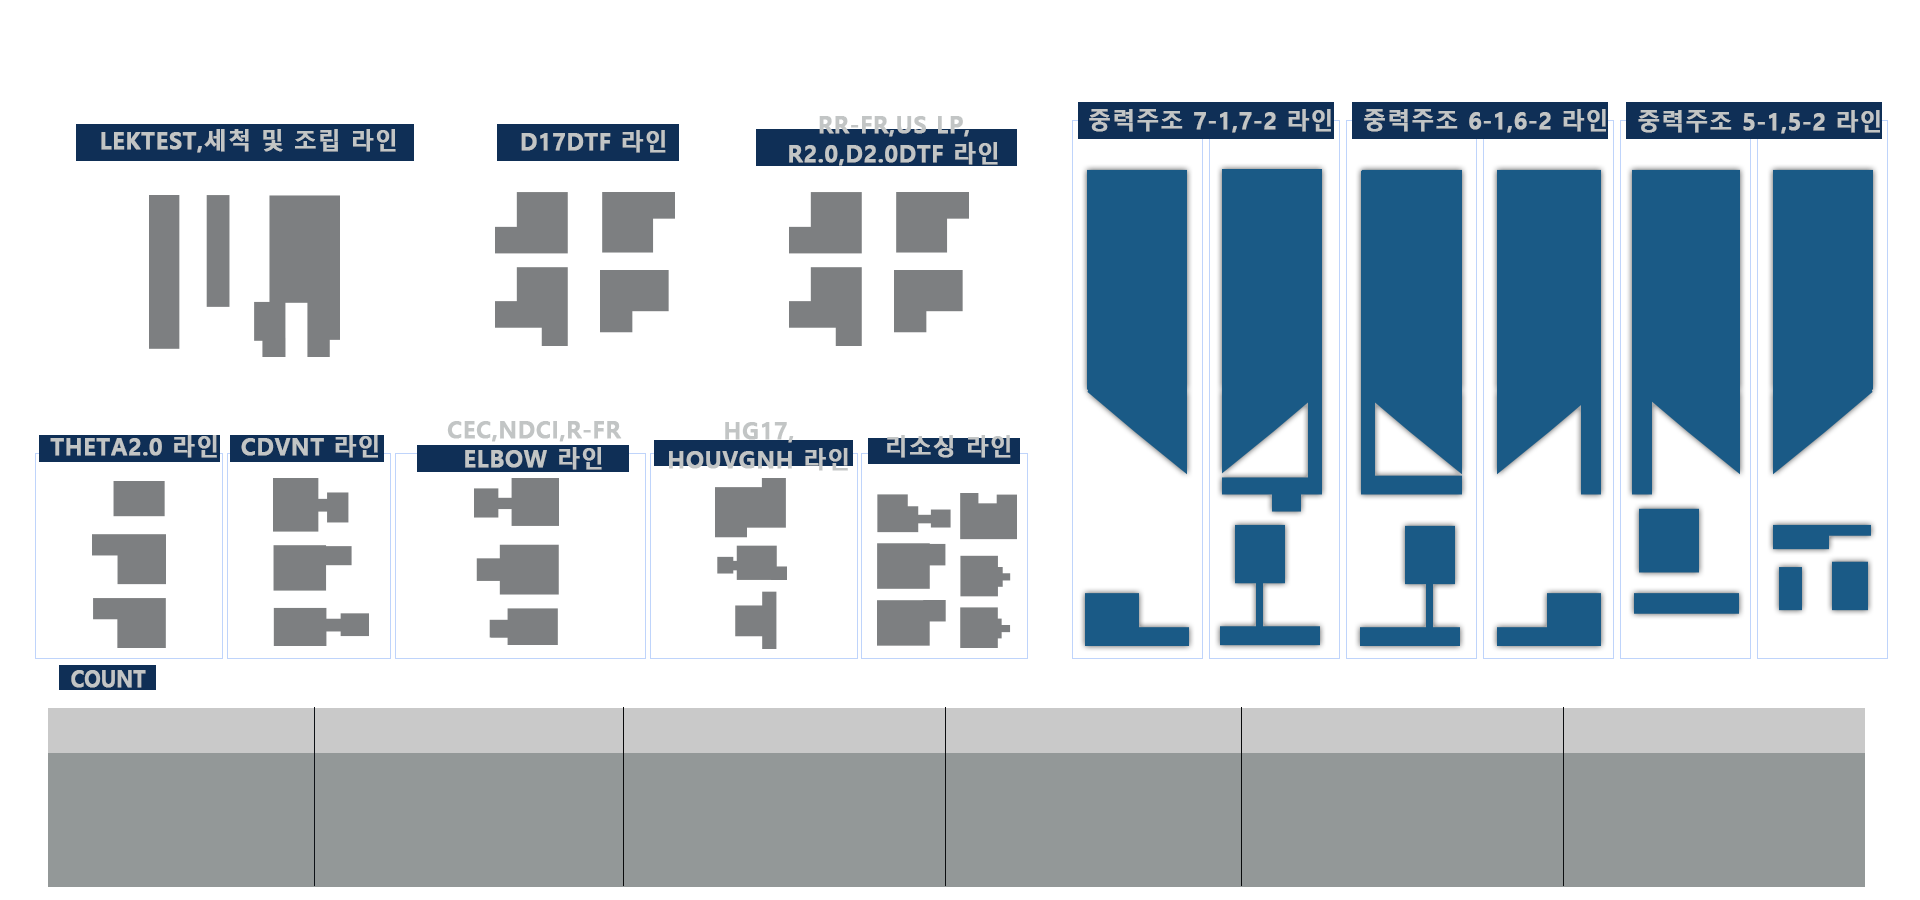 LEKTEST,세척 및 조립 라인
D17DTF 라인
RR-FR,US LP,
R2.0,D2.0DTF 라인
중력주조 7-1,7-2 라인
중력주조 6-1,6-2 라인
중력주조 5-1,5-2 라인
THETA2.0 라인
CDVNT 라인
CEC,NDCI,R-FR
ELBOW 라인
HG17,
HOUVGNH 라인
리소싱 라인
COUNT